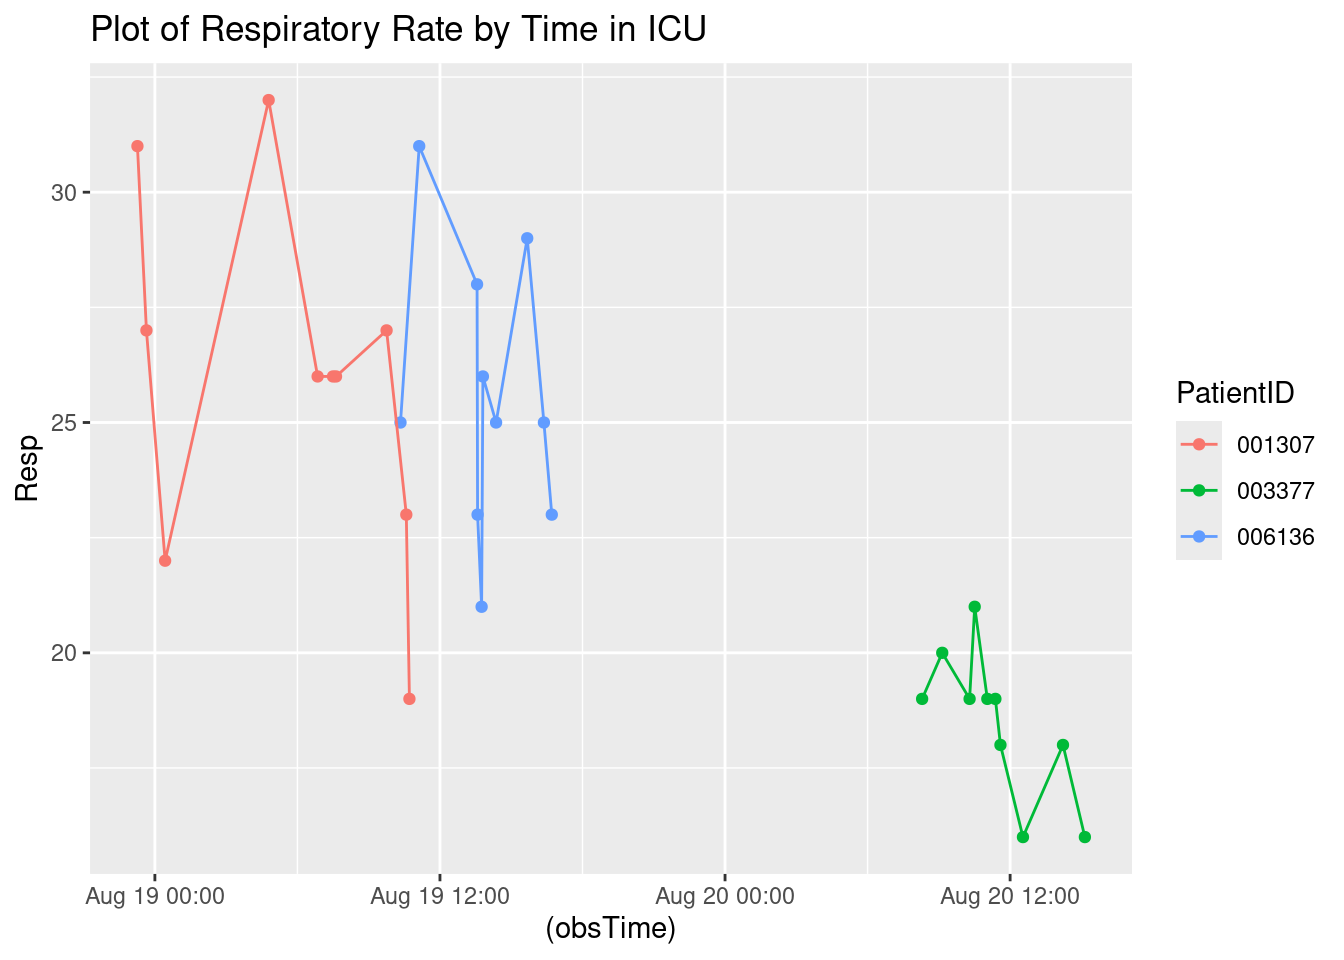 Plot of Respiratory Rate by Time in ICU
Resp
30
25
20
Aug 19 00:00
Aug 19 12:00
Aug 20 00:00
Aug 20 12:00
(obsTime)
PatientID
001307
003377
006136